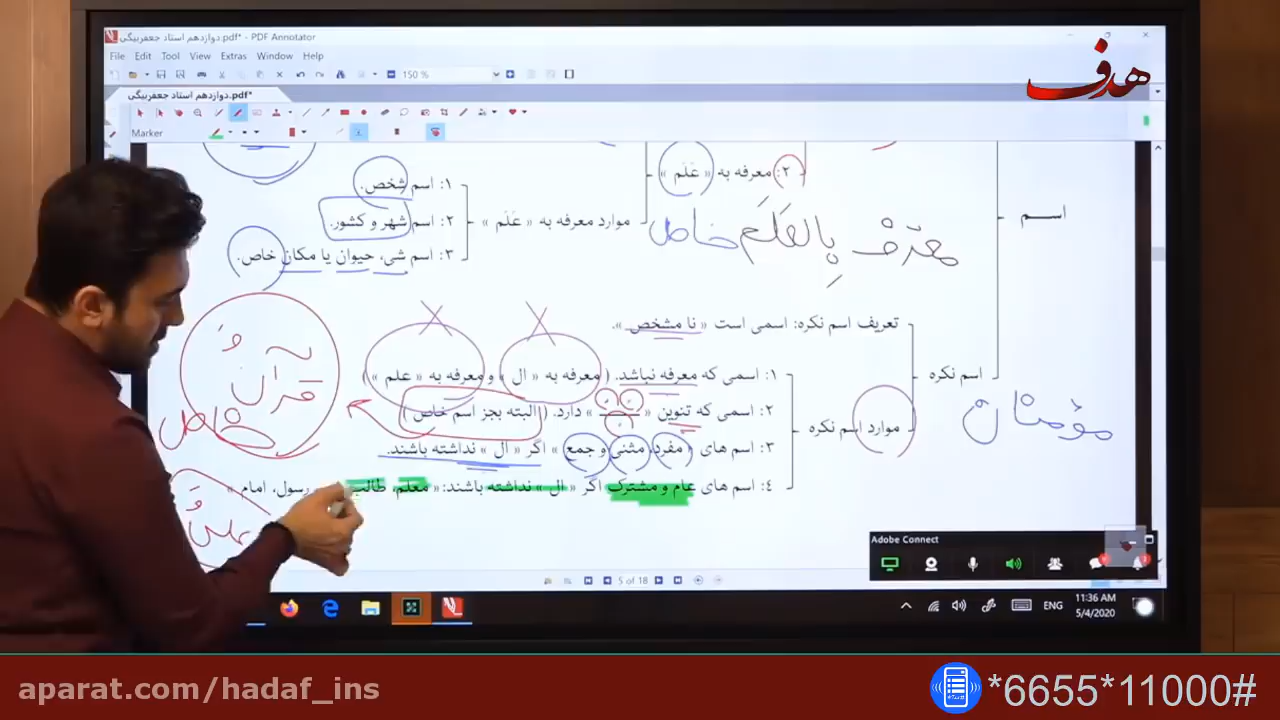 دوازدهم استاد جعفربیگی.pdf* - PDF Annotator
File Edit Tool View Extras Window Help
150 %
دوازدهم استاد جعفربیگی.pdf*
Marker
هدف
۲: معرفه به « عَلَم »
موارد معرفه به « عَلَم »
۱: اسم شخص.
۲: اسم شهر و کشور.
۳: اسم شی، حیوان یا مکان خاص.
اسم
معرّفْ بِالعَلَم خاص
تعریف اسم نکره: اسمی است « نا مشخص ».
اسم نکره
موارد اسم نکره
۱: اسمی که معرفه نباشد. ( معرفه به « ال » و معرفه به « علم » )
۲: اسمی که تنوین « ـًـٍـٌ » دارد. ( البته بجز اسم خاص )
۳: اسم های « مفرد، مثنی و جمع » اگر « ال » نداشته باشند.
۴: اسم های عام و مشترک اگر « ال » نداشته باشند: « معلم، طالب رسول، امام »
مؤمنان
قرآن
خاص
علیٌ
Adobe Connect
5 of 18
ENG
11:36 AM
5/4/2020
aparat.com/hadaf_ins
*6655*11000#